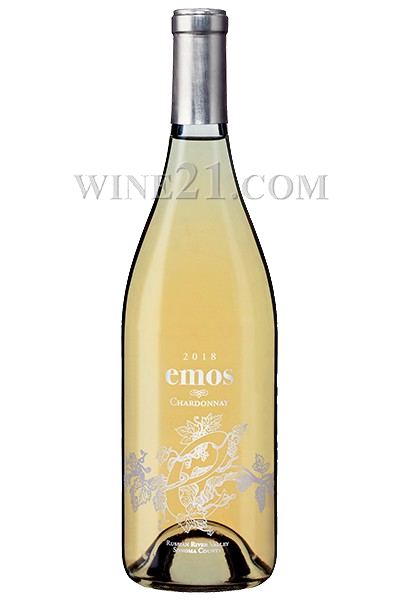 WINE21.COM
2018
emos
CHARDONNAY
RUSSIAN RIVER VALLEY
SONOMA COUNTY